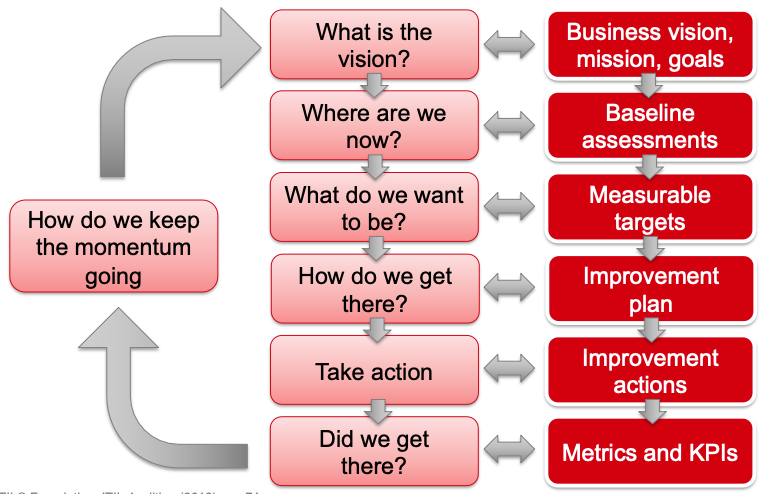 What is the
vision?
Business vision,
mission, goals
Where are we
now?
Baseline
assessments
What do we want
to be?
Measurable
targets
How do we keep
the momentum
going
How do we get
there?
Improvement
plan
Take action
Improvement
actions
Did we get
there?
Metrics and KPIs